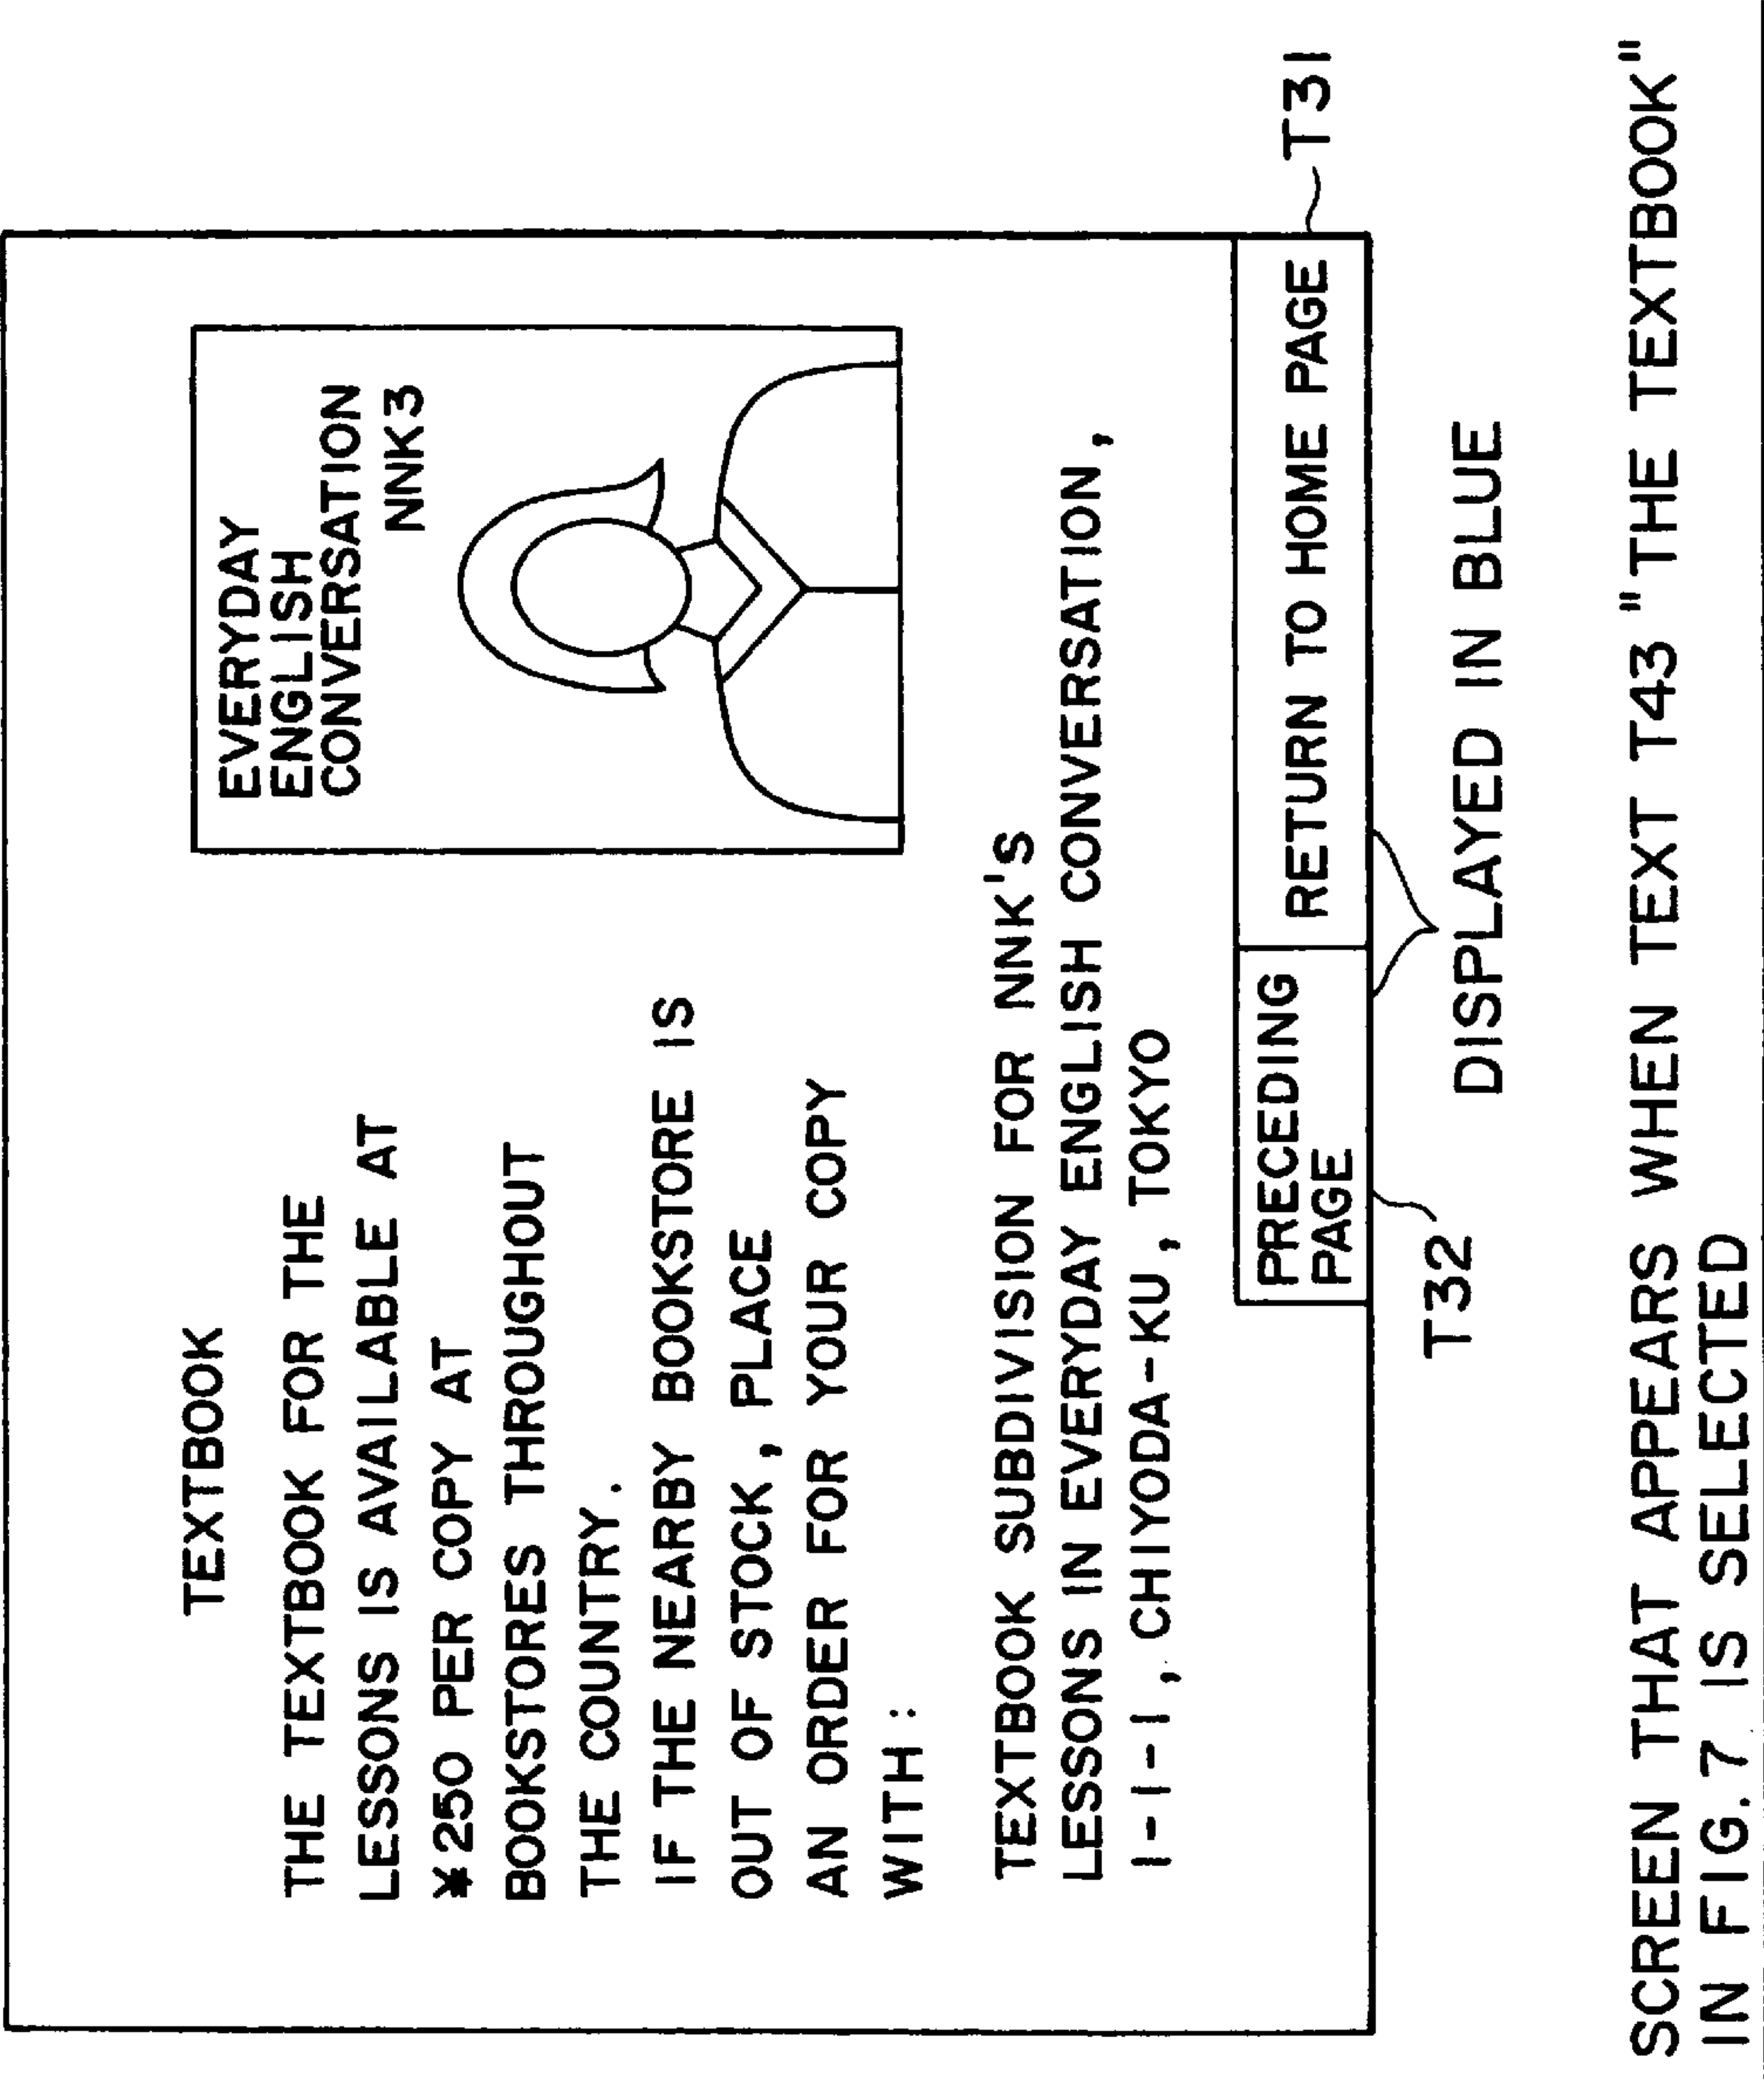 TEXTBOOK
THE TEXTBOOK FOR THE
LESSONS IS AVAILABLE AT
¥250 PER COPY AT
BOOKSTORES THROUGHOUT
THE COUNTRY.
IF THE NEARBY BOOKSTORE IS
OUT OF STOCK, PLACE
AN ORDER FOR YOUR COPY
WITH:
EVERYDAY
ENGLISH
CONVERSATION
NNK3
TEXTBOOK SUBDIVISION FOR NNK'S
LESSONS IN EVERYDAY ENGLISH CONVERSATION,
1-1-1, CHIYODA-KU, TOKYO
PRECEDING
PAGE
RETURN TO HOME PAGE
T31
T32
DISPLAYED IN BLUE
SCREEN THAT APPEARS WHEN TEXT T43 "THE TEXTBOOK"
IN FIG. 7 IS SELECTED